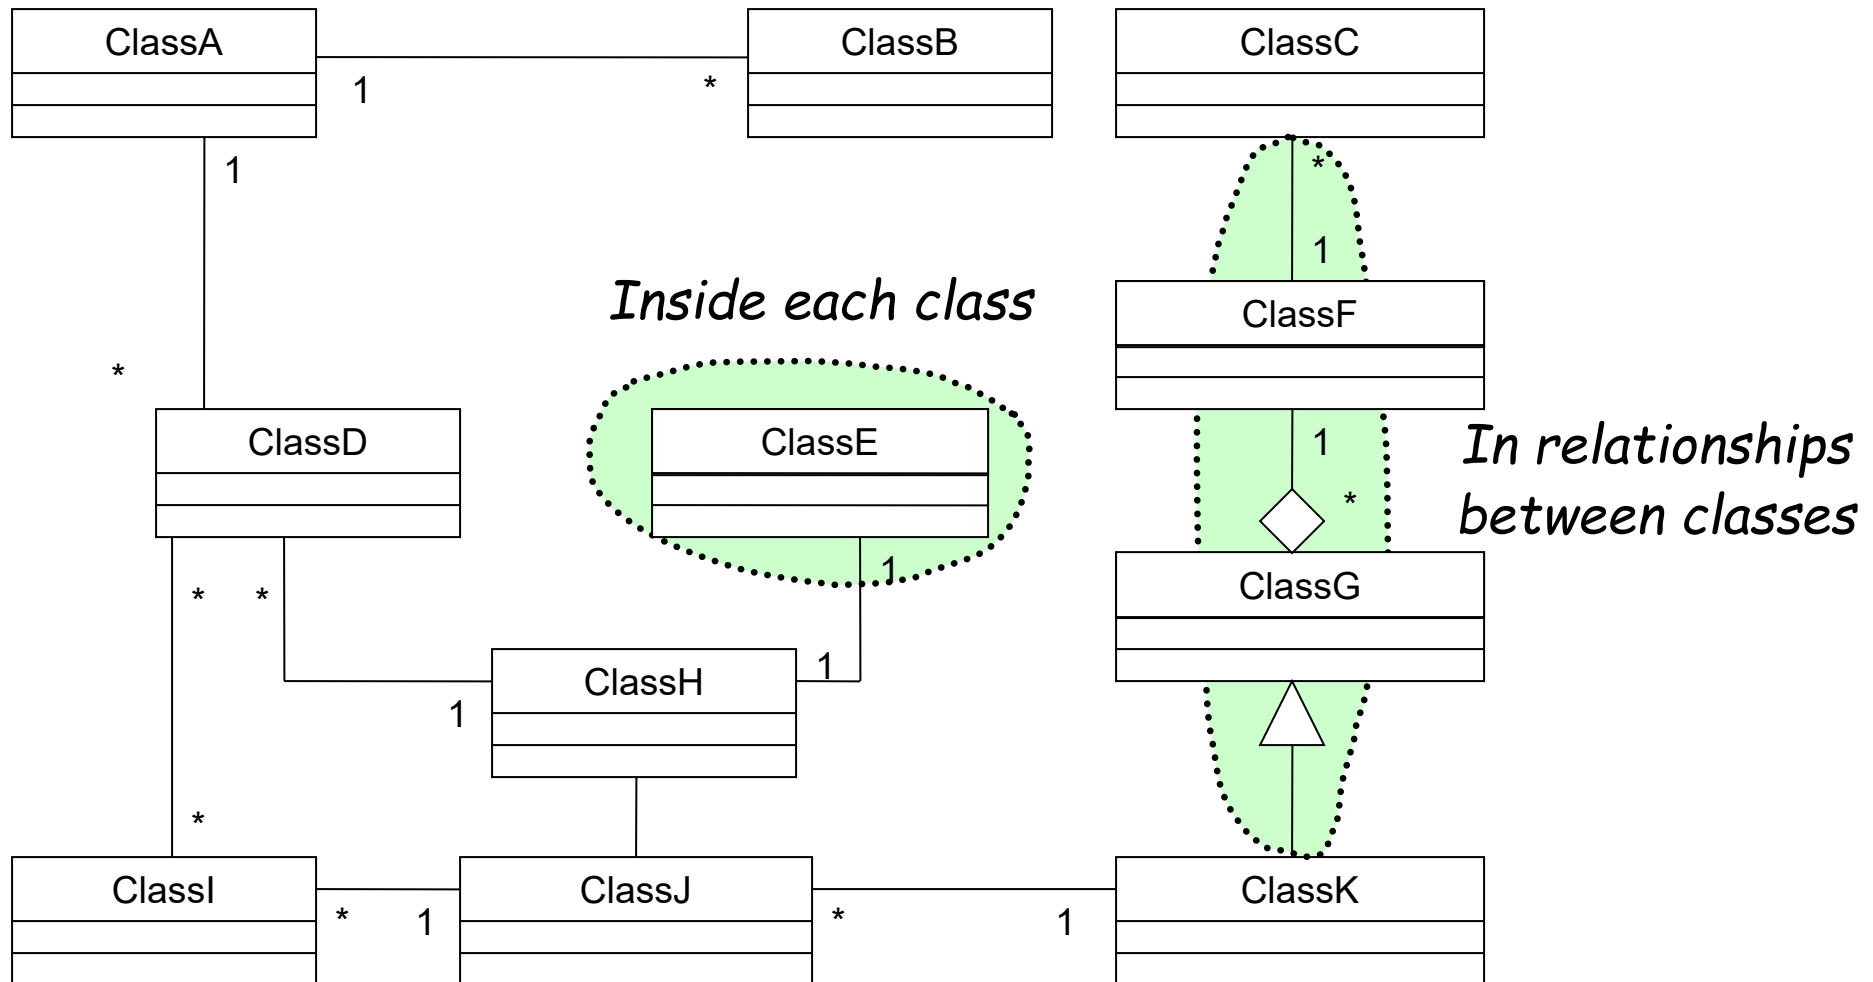 ClassA
ClassB
ClassC
1
*
1
*
1
Inside each class
ClassF
*
ClassD
ClassE
1
In relationships
*
between classes
1
ClassG
*
*
1
ClassH
1
*
ClassI
ClassJ
ClassK
*
1
*
1